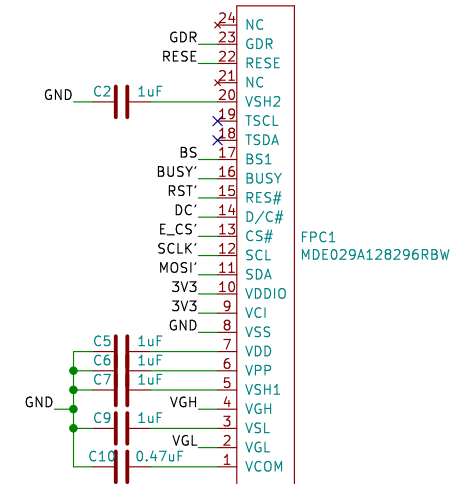 24 NC
GDR 23 GDR
RESE 22 RESE
21 NC
GND C2 1uF 20 VSH2
19 TSCL
18 TSDA
BS 17 BS1
BUSY' 16 BUSY
RST' 15 RES#
DC' 14 D/C#
E_CS' 13 CS#
FPC1
SCLK' 12 SCL
MDE029A128296RBW
MOSI' 11 SDA
3V3 10 VDDIO
3V3 9 VCI
GND 8 VSS
C5 1uF 7 VDD
C6 1uF 6 VPP
C7 1uF 5 VSH1
GND VGH 4 VGH
C9 1uF 3 VSL
VGL 2 VGL
C10 0.47uF 1 VCOM